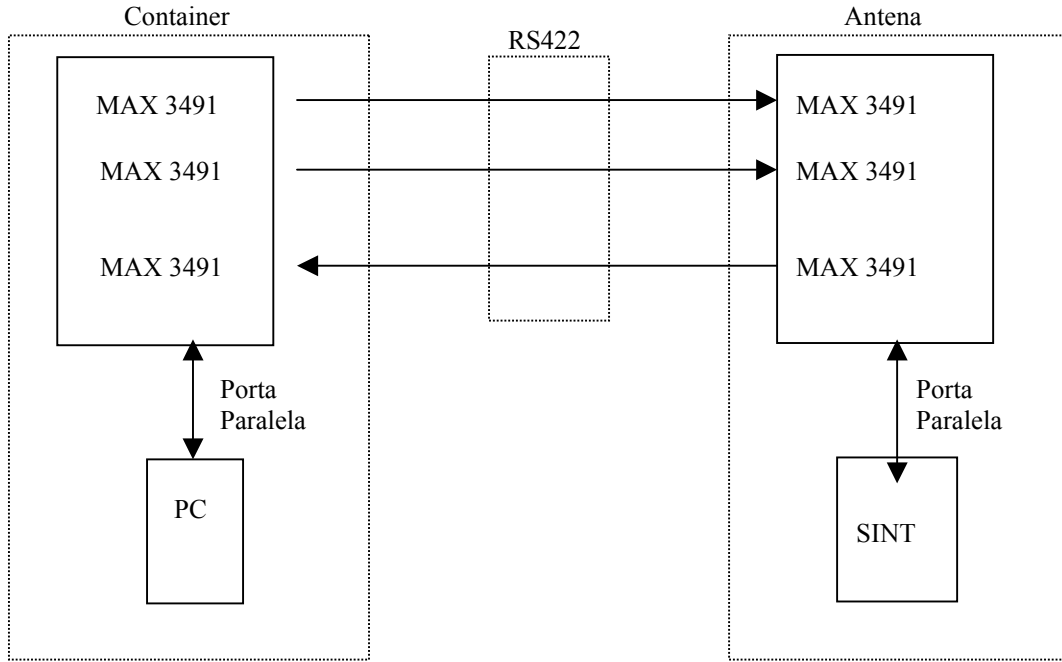 Container
Antena
RS422
MAX 3491
MAX 3491
MAX 3491
MAX 3491
MAX 3491
MAX 3491
Porta
Paralela
Porta
Paralela
PC
SINT